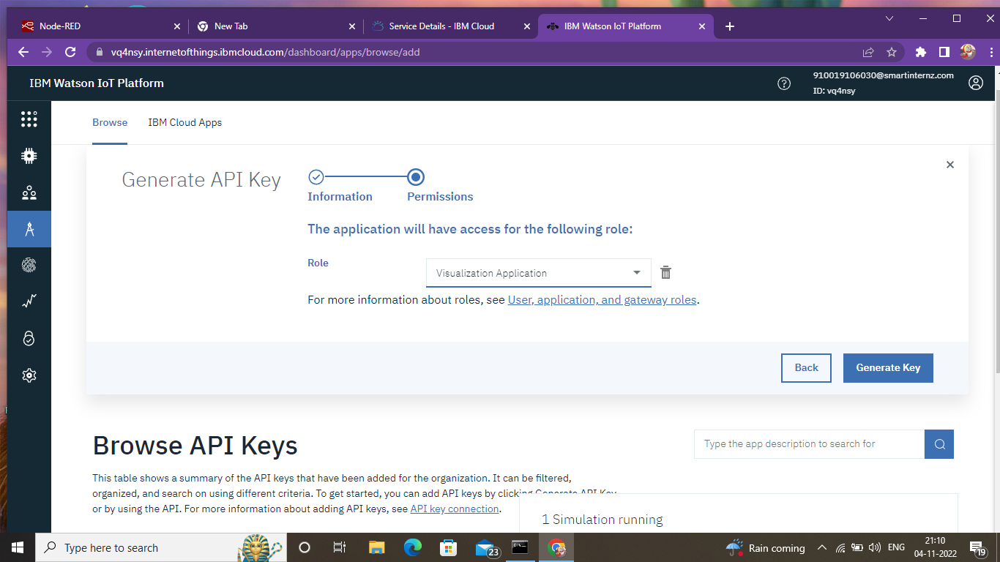 Node-RED
New Tab
Service Details - IBM Cloud
IBM Watson IoT Platform
vq4nsy.internetofthings.ibmcloud.com/dashboard/apps/browse/add
IBM Watson IoT Platform
910019106030@smartinternz.com
ID: vq4nsy
Browse
IBM Cloud Apps
Generate API Key
Information
Permissions
The application will have access for the following role:
Role
Visualization Application
For more information about roles, see User, application, and gateway roles.
Back
Generate Key
Browse API Keys
Type the app description to search for
This table shows a summary of the API keys that have been added for the organization. It can be filtered,
organized, and search on using different criteria. To get started, you can add API keys by clicking Generate API Key
or by using the API. For more information about adding API keys, see API key connection.
1 Simulation running
Type here to search
23
Rain coming
ENG
21:10
04-11-2022
19